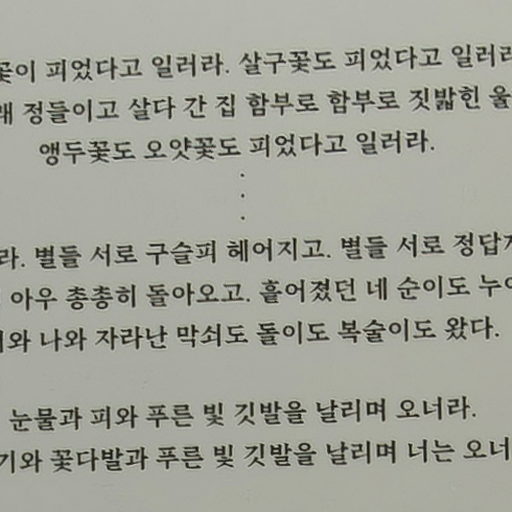 꽃이 피었다고 일러라. 살구꽃도 피었다고 일러라
정들이고 살다 간 집 함부로 함부로 짓밟힌 울
앵두꽃도 오얏꽃도 피었다고 일러라.
라. 별들 서로 구슬피 헤어지고. 별들 서로 정답게
아우 총총히 돌아오고. 흩어졌던 네 순이도 누이
와 나와 자라난 막쇠도 돌이도 복술이도 왔다.
눈물과 피와 푸른 빛 깃발을 날리며 오너라.
기와 꽃다발과 푸른 빛 깃발을 날리며 너는 오너